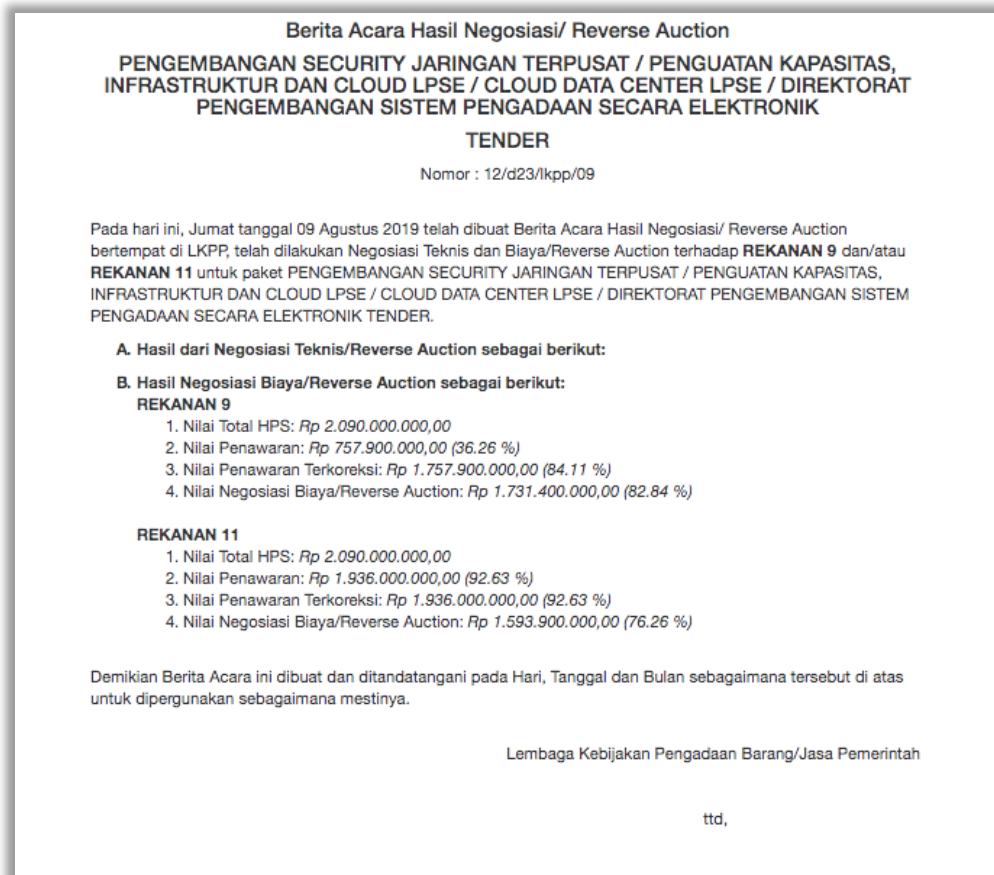 Berita Acara Hasil Negosiasi/ Reverse Auction
PENGEMBANGAN SECURITY JARINGAN TERPUSAT / PENGUATAN KAPASITAS,
INFRASTRUKTUR DAN CLOUD LPSE / CLOUD DATA CENTER LPSE / DIREKTORAT
PENGEMBANGAN SISTEM PENGADAAN SECARA ELEKTRONIK
TENDER
Nomor : 12/d23/lkpp/09
Pada hari ini, Jumat tanggal 09 Agustus 2019 telah dibuat Berita Acara Hasil Negosiasi/ Reverse Auction
bertempat di LKPP, telah dilakukan Negosiasi Teknis dan Biaya/Reverse Auction terhadap REKANAN 9 dan/atau
REKANAN 11 untuk paket PENGEMBANGAN SECURITY JARINGAN TERPUSAT / PENGUATAN KAPASITAS,
INFRASTRUKTUR DAN CLOUD LPSE / CLOUD DATA CENTER LPSE / DIREKTORAT PENGEMBANGAN SISTEM
PENGADAAN SECARA ELEKTRONIK TENDER.
A. Hasil dari Negosiasi Teknis/Reverse Auction sebagai berikut:
B. Hasil Negosiasi Biaya/Reverse Auction sebagai berikut:
REKANAN 9
1. Nilai Total HPS: Rp 2.090.000.000,00
2. Nilai Penawaran: Rp 757.900.000,00 (36.26 %)
3. Nilai Penawaran Terkoreksi: Rp 1.757.900.000,00 (84.11 %)
4. Nilai Negosiasi Biaya/Reverse Auction: Rp 1.731.400.000,00 (82.84 %)
REKANAN 11
1. Nilai Total HPS: Rp 2.090.000.000,00
2. Nilai Penawaran: Rp 1.936.000.000,00 (92.63 %)
3. Nilai Penawaran Terkoreksi: Rp 1.936.000.000,00 (92.63 %)
4. Nilai Negosiasi Biaya/Reverse Auction: Rp 1.593.900.000,00 (76.26 %)
Demikian Berita Acara ini dibuat dan ditandatangani pada Hari, Tanggal dan Bulan sebagaimana tersebut di atas
untuk dipergunakan sebagaimana mestinya.
Lembaga Kebijakan Pengadaan Barang/Jasa Pemerintah
ttd,